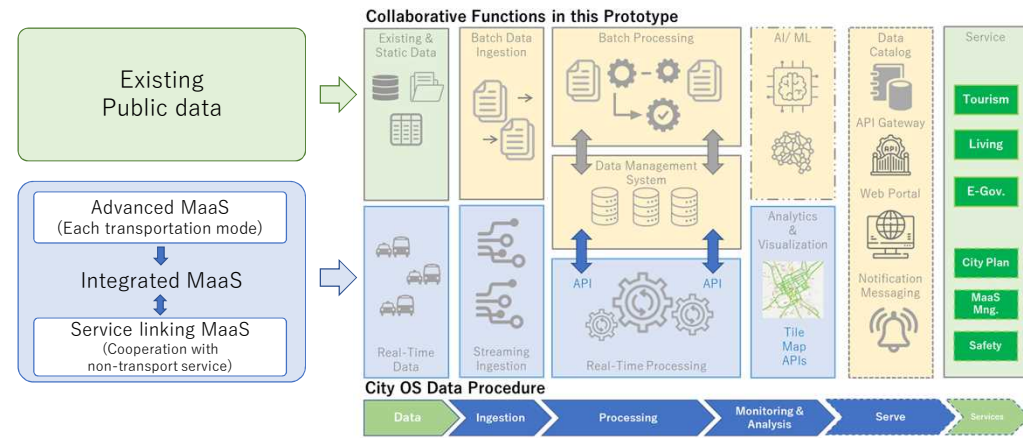 Collaborative Functions in this Prototype
Existing
Public data
Advanced MaaS
(Each transportation mode)
Integrated MaaS
Service linking MaaS
(Cooperation with
non-transport service)
Existing &
Static Data
Real-Time
Data
Batch Data
Ingestion
Streaming
Ingestion
Batch Processing
Data Management
System
API
API
Real-Time Processing
AI/ ML
Analytics
&
Visualization
Tile
Map
APIs
Data
Catalog
API Gateway
API
Web Portal
Notification
Messaging
Service
Tourism
Living
E-Gov.
City Plan
MaaS
Mng.
Safety
City OS Data Procedure
Data
Ingestion
Processing
Monitoring &
Analysis
Serve
Services